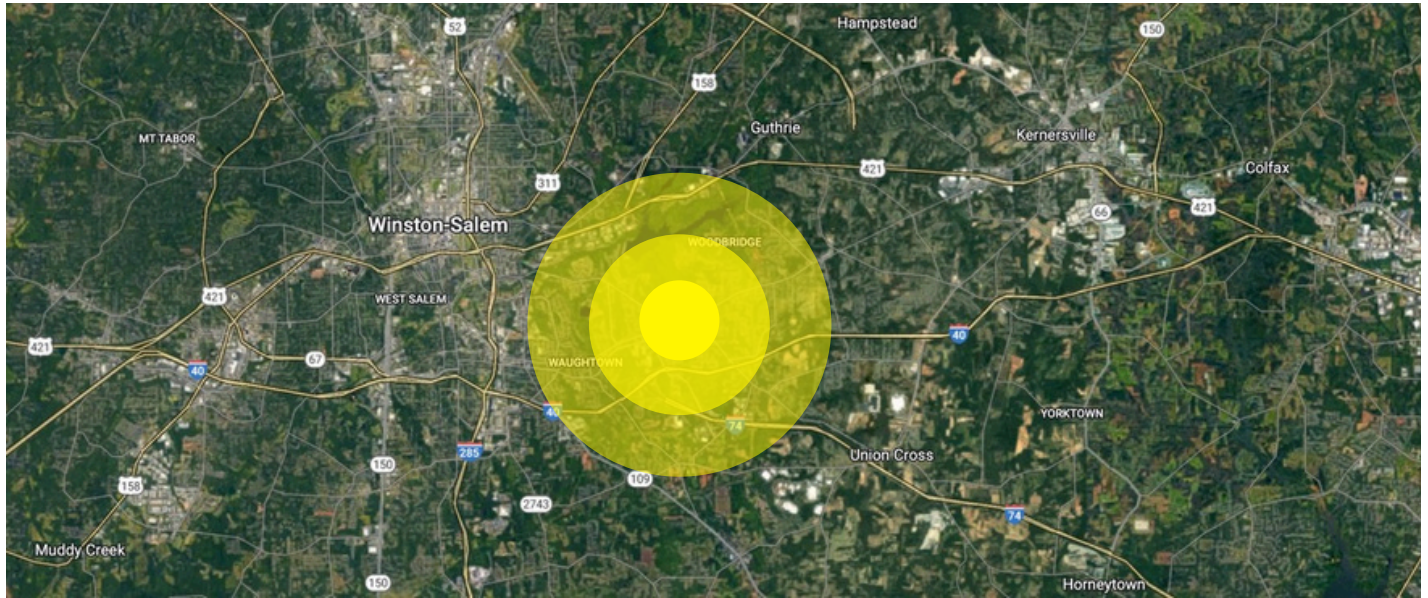 52
Hampstead
150
158
MT TABOR
Guthrie
Kernersville
421
Colfax
311
66
421
Winston-Salem
WOODBRIDGE
421
WEST SALEM
421
40
67
WAUGHTOWN
40
40
YORKTOWN
74
285
150
Union Cross
109
158
2743
74
Muddy Creek
150
Horneytown